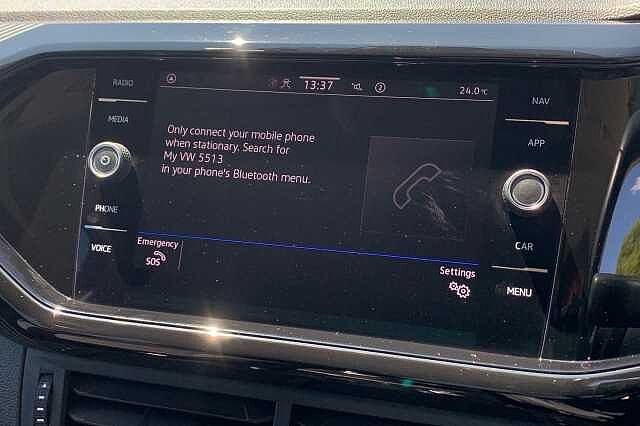 RADIO
MEDIA
PHONE
VOICE
13:37
2
24.0°C
Only connect your mobile phone
when stationary. Search for
My VW 5513
in your phone's Bluetooth menu.
Emergency
SOS
Settings
NAV
APP
CAR
MENU